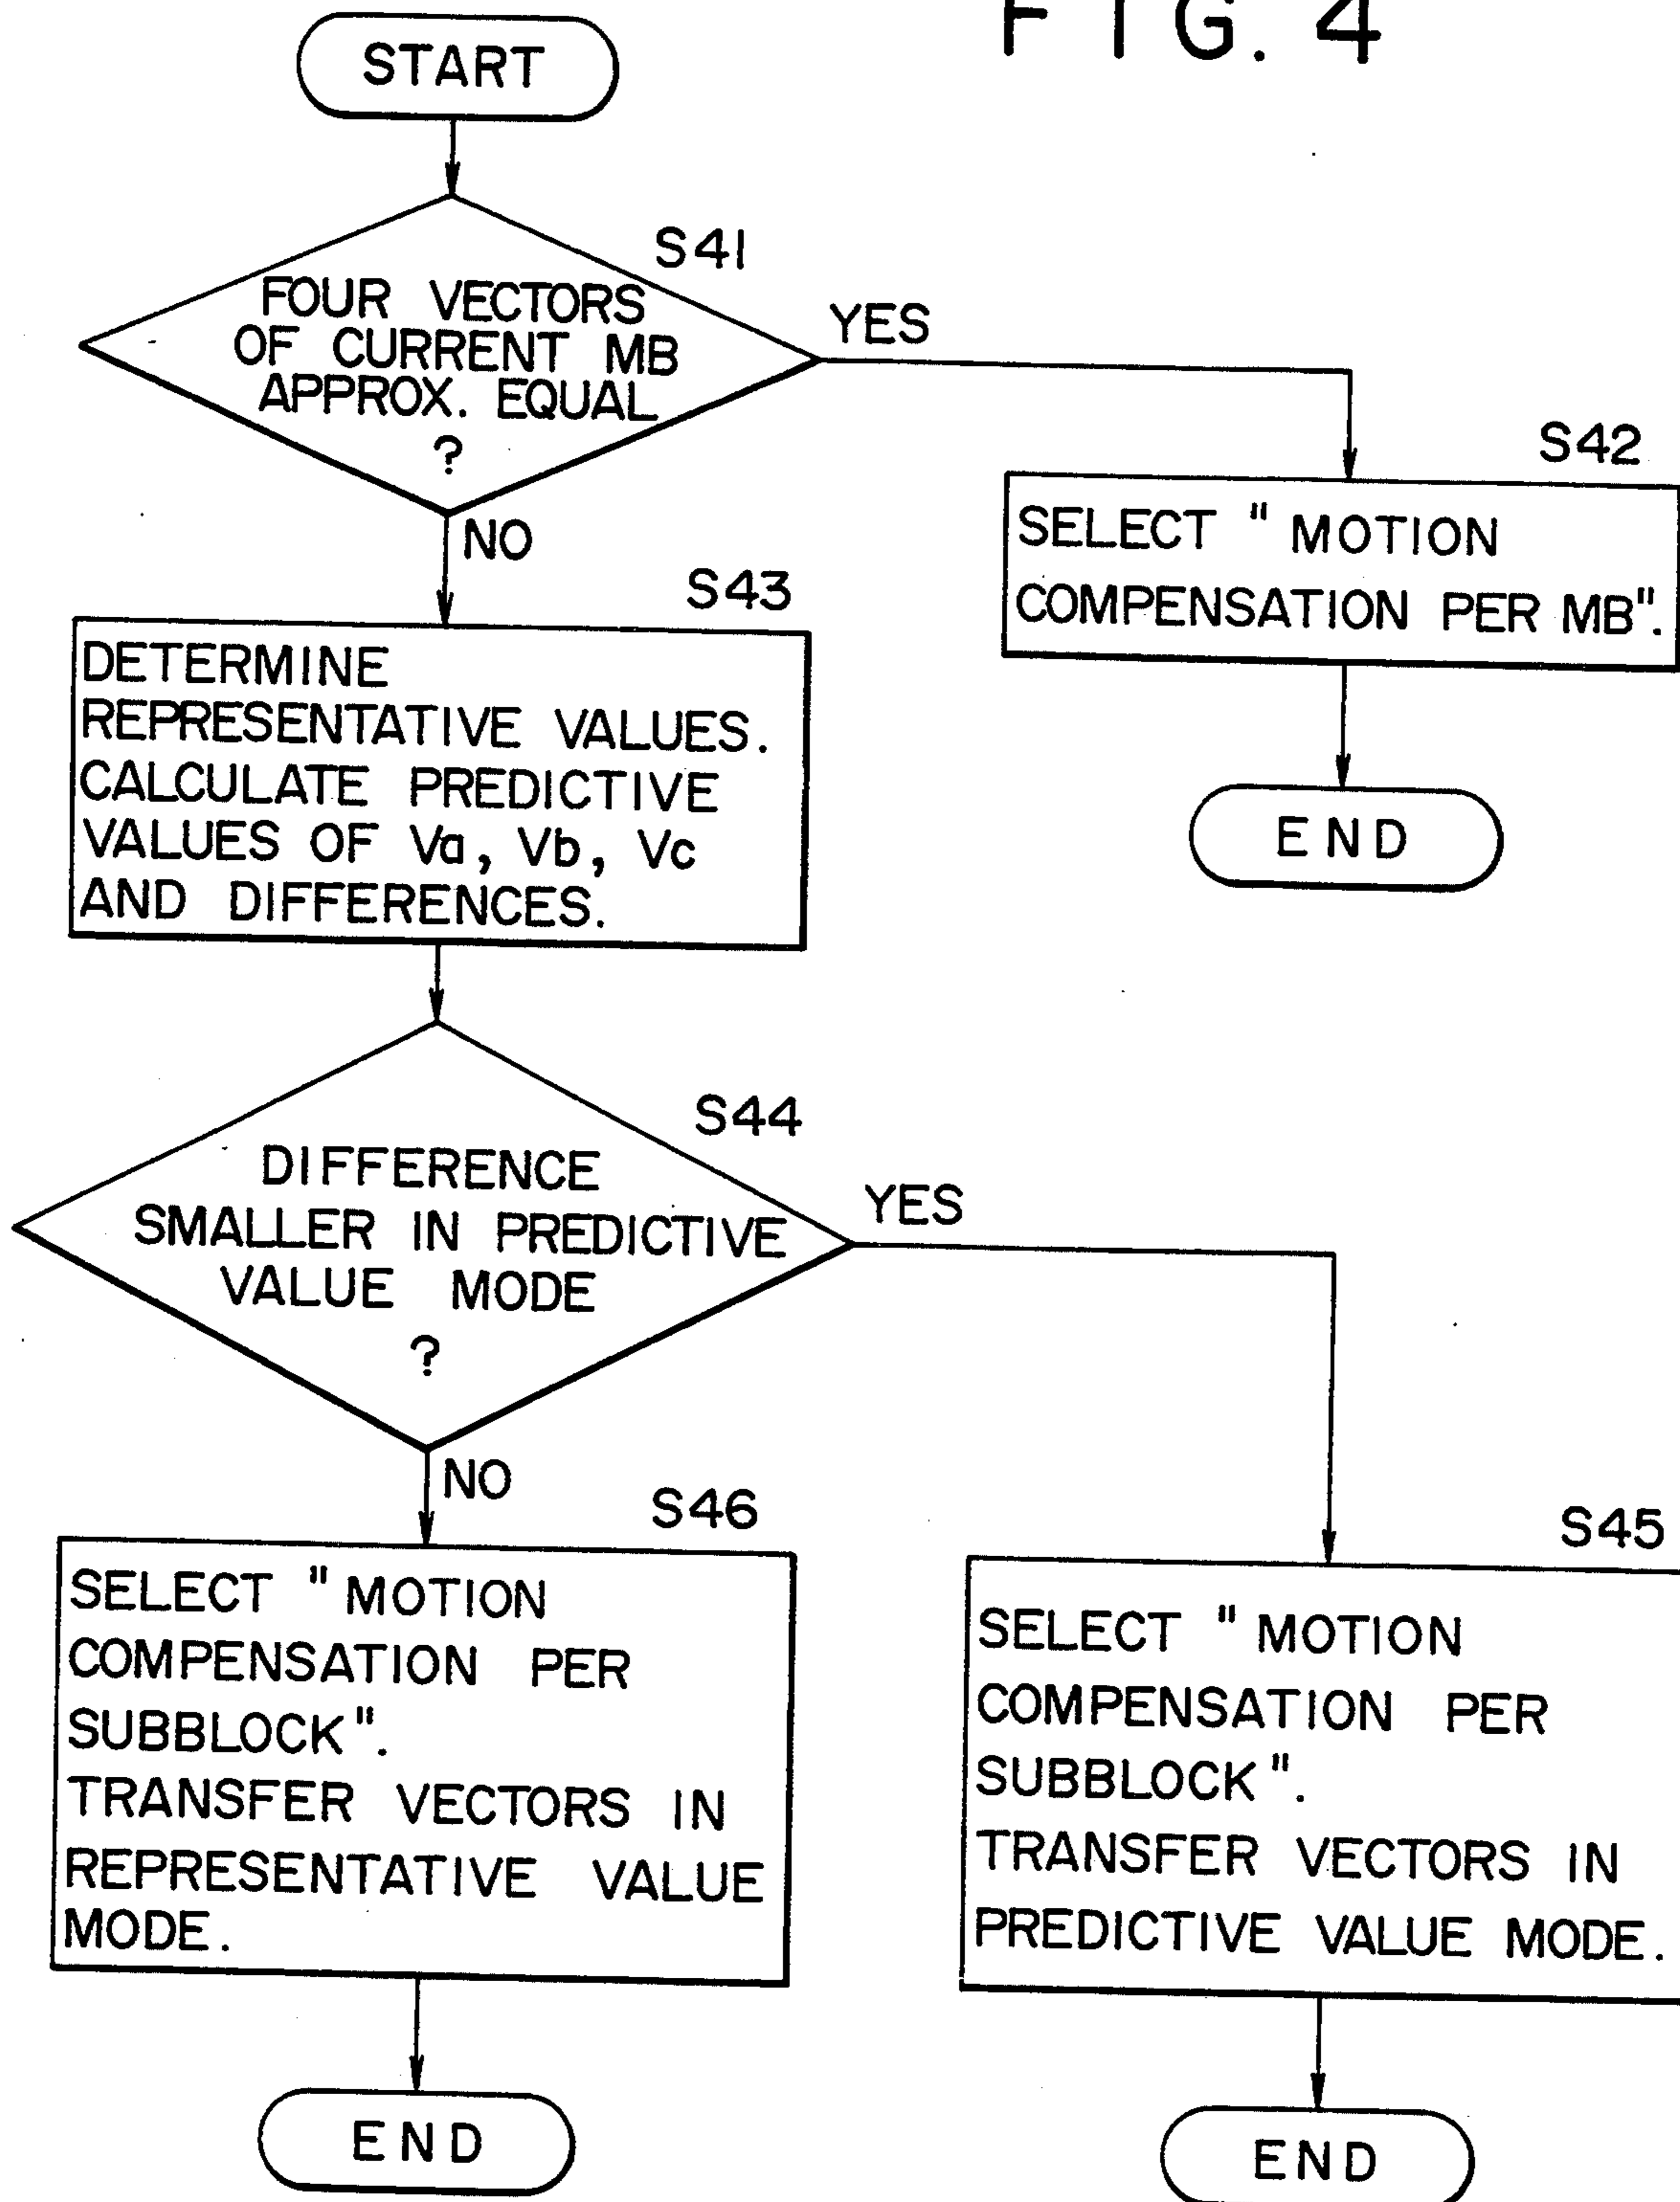 FIG. 4
START
S41
FOUR VECTORS
OF CURRENT MB
APPROX. EQUAL
?
YES
NO
S42
SELECT " MOTION
COMPENSATION PER MB".
END
S43
DETERMINE
REPRESENTATIVE VALUES.
CALCULATE PREDICTIVE
VALUES OF Va, Vb, Vc
AND DIFFERENCES.
S44
DIFFERENCE
SMALLER IN PREDICTIVE
VALUE MODE
?
YES
NO
S46
SELECT " MOTION
COMPENSATION PER
SUBBLOCK".
TRANSFER VECTORS IN
REPRESENTATIVE VALUE
MODE.
END
S45
SELECT " MOTION
COMPENSATION PER
SUBBLOCK".
TRANSFER VECTORS IN
PREDICTIVE VALUE MODE.
END